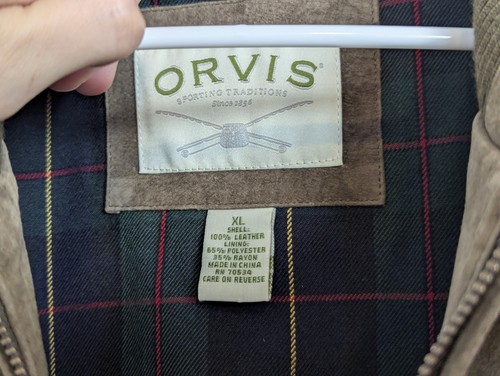 ORVIS®
SPORTING TRADITIONS
Since 1856
XL
SHELL:
100% LEATHER
LINING:
65% POLYESTER
35% RAYON
MADE IN CHINA
RN 70534
CARE ON REVERSE